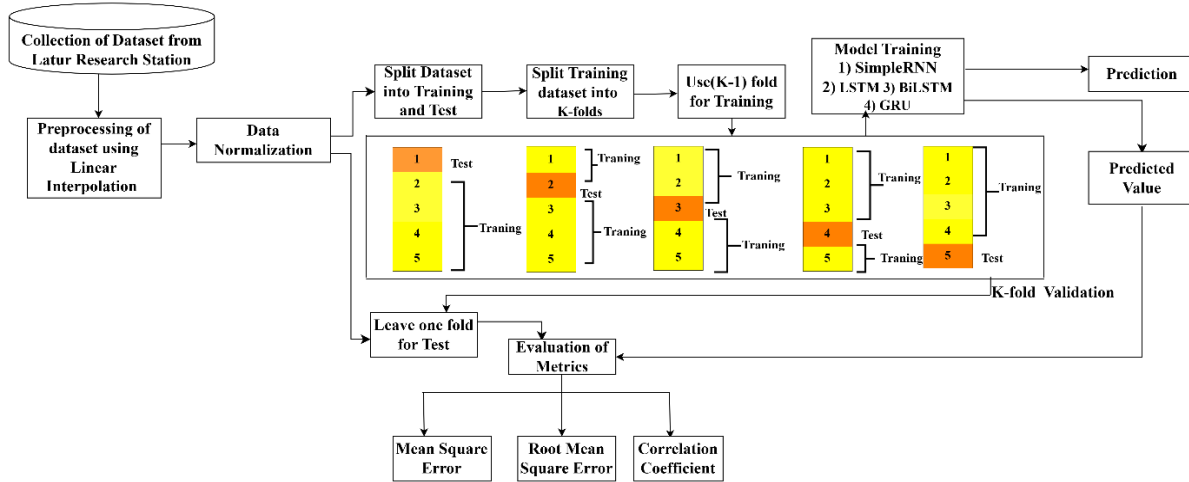 Collection of Dataset from
Latur Research Station
Preprocessing of
dataset using
Linear
Interpolation
Data
Normalization
Split Dataset
into Training
and Test
Split Training
dataset into
K-folds
Use(K-1) fold
for Training
Model Training
1) SimpleRNN
2) LSTM 3) BiLSTM
4) GRU
Prediction
Predicted
Value
1
2
3
4
5
Test
Traning
1
2
3
4
5
Traning
Test
Traning
1
2
3
4
5
Traning
Test
Traning
1
2
3
4
5
Traning
Test
Traning
1
2
3
4
5
Traning
Test
K-fold Validation
Leave one fold
for Test
Evaluation of
Metrics
Mean Square
Error
Root Mean
Square Error
Correlation
Coefficient